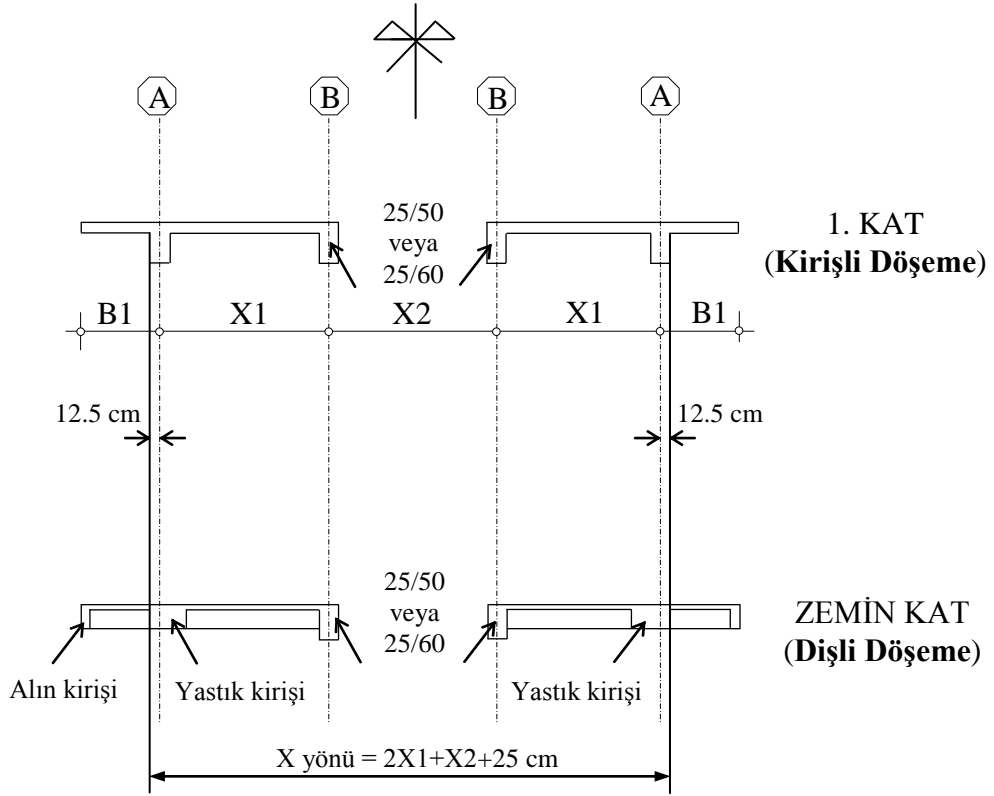 A
B
B
A
25/50
veya
25/60
1. KAT
(Kirişli Döşeme)
B1
X1
X2
X1
B1
12.5 cm
12.5 cm
25/50
veya
25/60
ZEMİN KAT
(Dişli Döşeme)
Alın kirişi
Yastık kirişi
Yastık kirişi
X yönü = 2X1+X2+25 cm